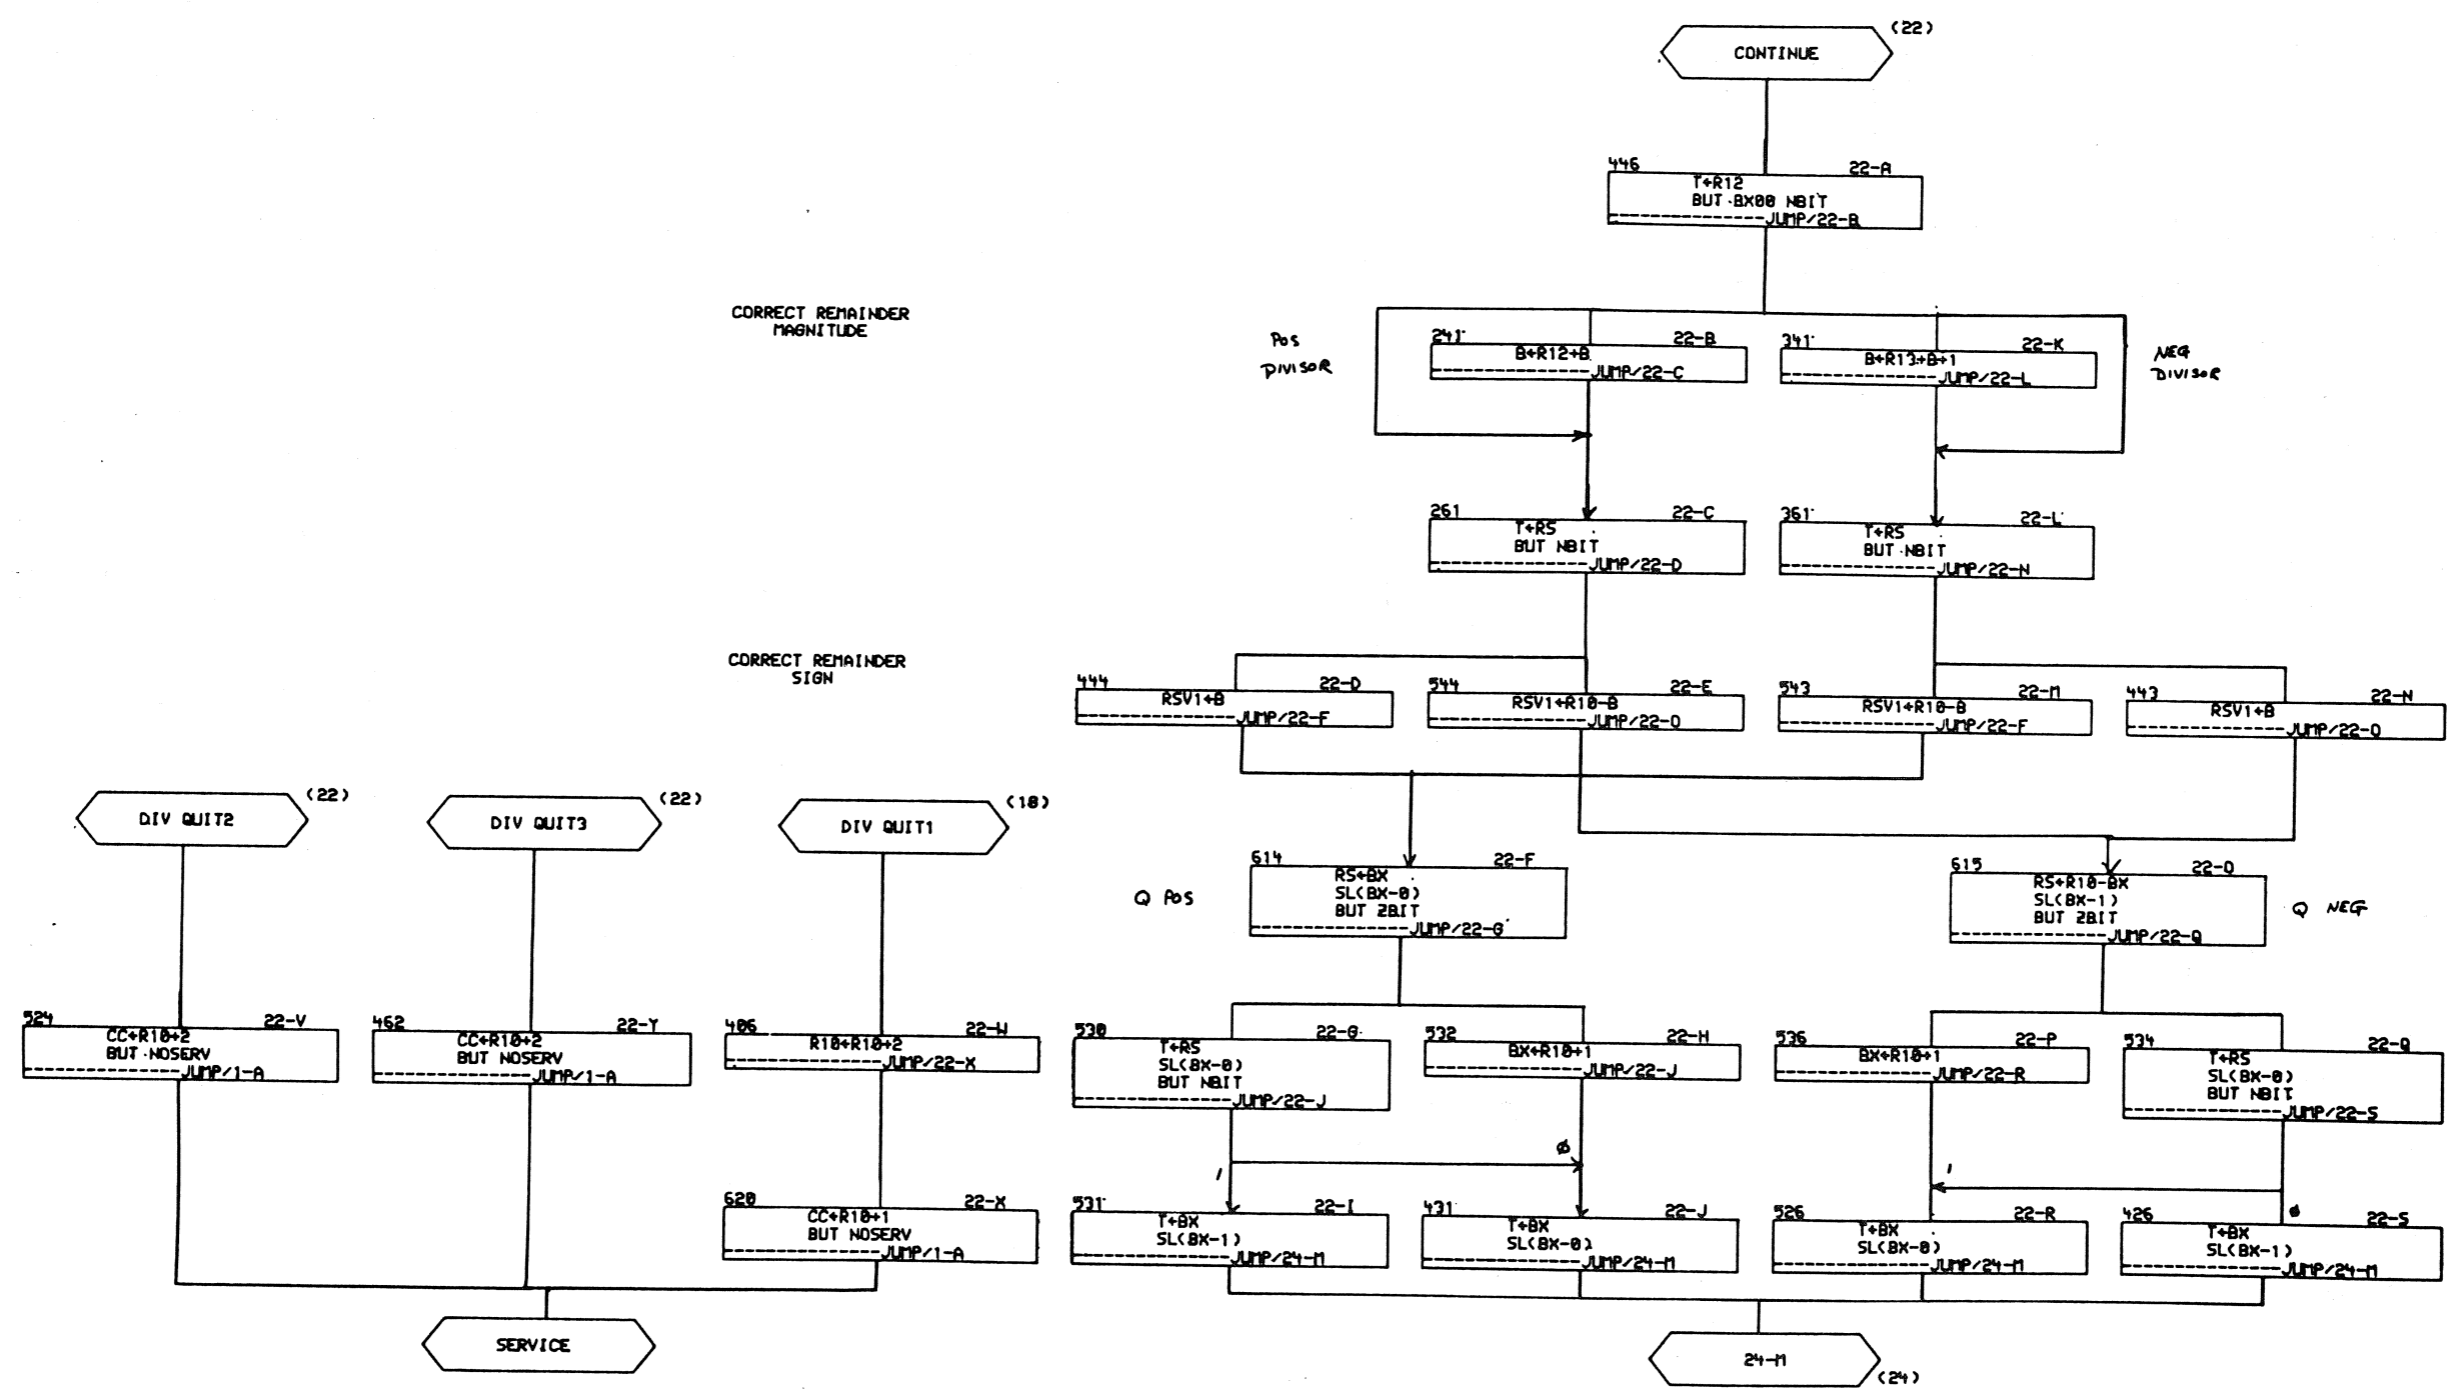 CONTINUE
(22)
446 22-A
T←R12
BUT BX00 NBIT
---------------JUMP/22-B
CORRECT REMAINDER
MAGNITUDE
POS
DIVISOR
241 22-B
B←R12+B
---------------JUMP/22-C
341 22-K
B←R13+B+1
---------------JUMP/22-L
NEG
DIVISOR
261 22-C
T←RS
BUT NBIT
---------------JUMP/22-D
361 22-L
T←RS
BUT NBIT
---------------JUMP/22-N
CORRECT REMAINDER
SIGN
444 22-D
RSV1←B
---------------JUMP/22-F
544 22-E
RSV1←R10-B
---------------JUMP/22-O
543 22-M
RSV1←R10-B
---------------JUMP/22-F
443 22-N
RSV1←B
---------------JUMP/22-O
DIV QUIT2
(22)
DIV QUIT3
(22)
DIV QUIT1
(18)
Q POS
614 22-F
RS←BX
SL(BX-0)
BUT ZBIT
---------------JUMP/22-G
615 22-O
RS←R10-BX
SL(BX-1)
BUT ZBIT
---------------JUMP/22-Q
Q NEG
524 22-V
CC←R10+2
BUT NOSERV
---------------JUMP/1-A
462 22-Y
CC←R10+2
BUT NOSERV
---------------JUMP/1-A
406 22-W
R10←R10+2
---------------JUMP/22-X
530 22-G
T←RS
SL(BX-0)
BUT NBIT
---------------JUMP/22-J
532 22-H
BX←R10+1
---------------JUMP/22-J
536 22-P
BX←R10+1
---------------JUMP/22-R
534 22-Q
T←RS
SL(BX-0)
BUT NBIT
---------------JUMP/22-S
1
0
1
0
620 22-X
CC←R10+1
BUT NOSERV
---------------JUMP/1-A
531 22-I
T←BX
SL(BX-1)
---------------JUMP/24-M
431 22-J
T←BX
SL(BX-0)
---------------JUMP/24-M
526 22-R
T←BX
SL(BX-0)
---------------JUMP/24-M
426 22-S
T←BX
SL(BX-1)
---------------JUMP/24-M
SERVICE
24-M
(24)